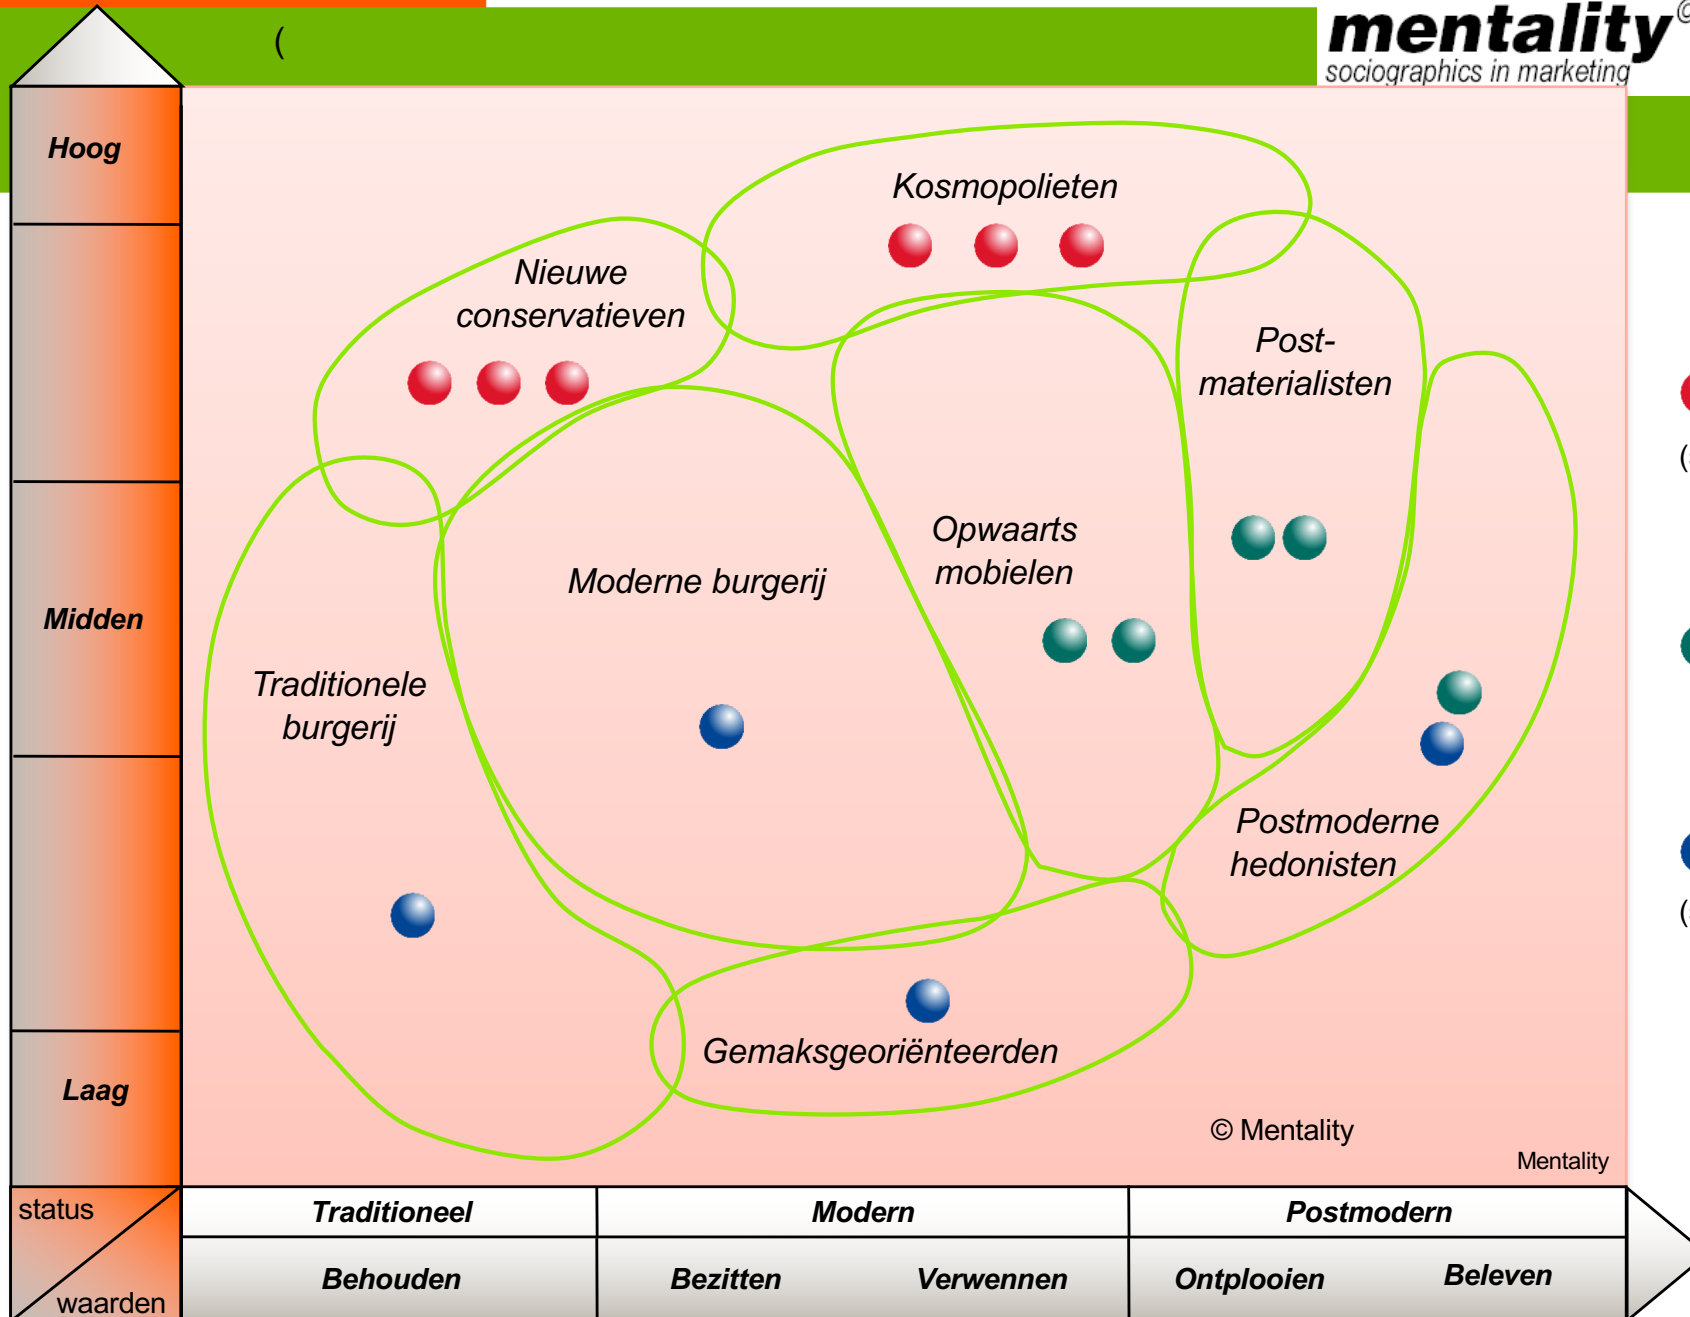 (
mentality©
sociographics in marketing
Hoog
Kosmopolieten
Nieuwe
conservatieven
Post-
materialisten
Opwaarts
mobielen
Moderne burgerij
Midden
Traditionele
burgerij
Postmoderne
hedonisten
Gemaksgeoriënteerden
Laag
© Mentality
Mentality
status
waarden
Traditioneel
Modern
Postmodern
Behouden
Bezitten
Verwennen
Ontplooien
Beleven